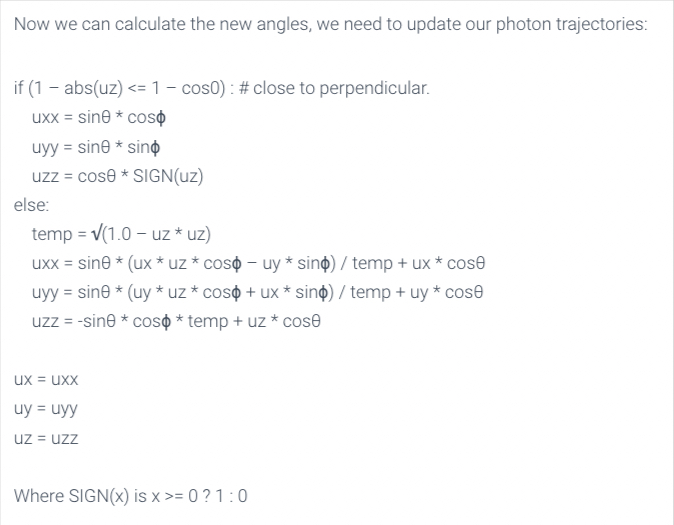 Now we can calculate the new angles, we need to update our photon trajectories:
if (1 – abs(uz) <= 1 – cos0) : # close to perpendicular.
uxx = sinθ * cosϕ
uyy = sinθ * sinϕ
uzz = cosθ * SIGN(uz)
else:
temp = √(1.0 – uz * uz)
uxx = sinθ * (ux * uz * cosϕ – uy * sinϕ) / temp + ux * cosθ
uyy = sinθ * (uy * uz * cosϕ + ux * sinϕ) / temp + uy * cosθ
uzz = -sinθ * cosϕ * temp + uz * cosθ
ux = uxx
uy = uyy
uz = uzz
Where SIGN(x) is x >= 0 ? 1 : 0